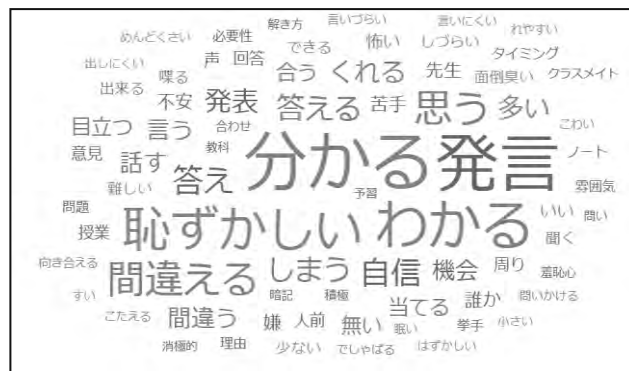 解き方 言いづらい 言いにくい
めんどくさい 必要性 できる 怖い しづらい れやすい
出しにくい 声 回答 タイミング
喋る 合う くれる 先生 面倒臭い クラスメイト
出来る 不安 発表 答える 苦手 思う 多い
目立つ 言う 合わせ こわい
意見 話す 教科 分かる 発言 ノート
難しい 答え 予習 雰囲気
問題 恥ずかしい わかる いい 問い
授業 聞く
向き合える 間違える しまう 自信 機会 周り 羞恥心
すい 暗記 積極 当てる 誰か 問いかける
こたえる 間違う 嫌 人前 無い 眠い 挙手 小さい
消極的 理由 少ない でしゃばる はずかしい